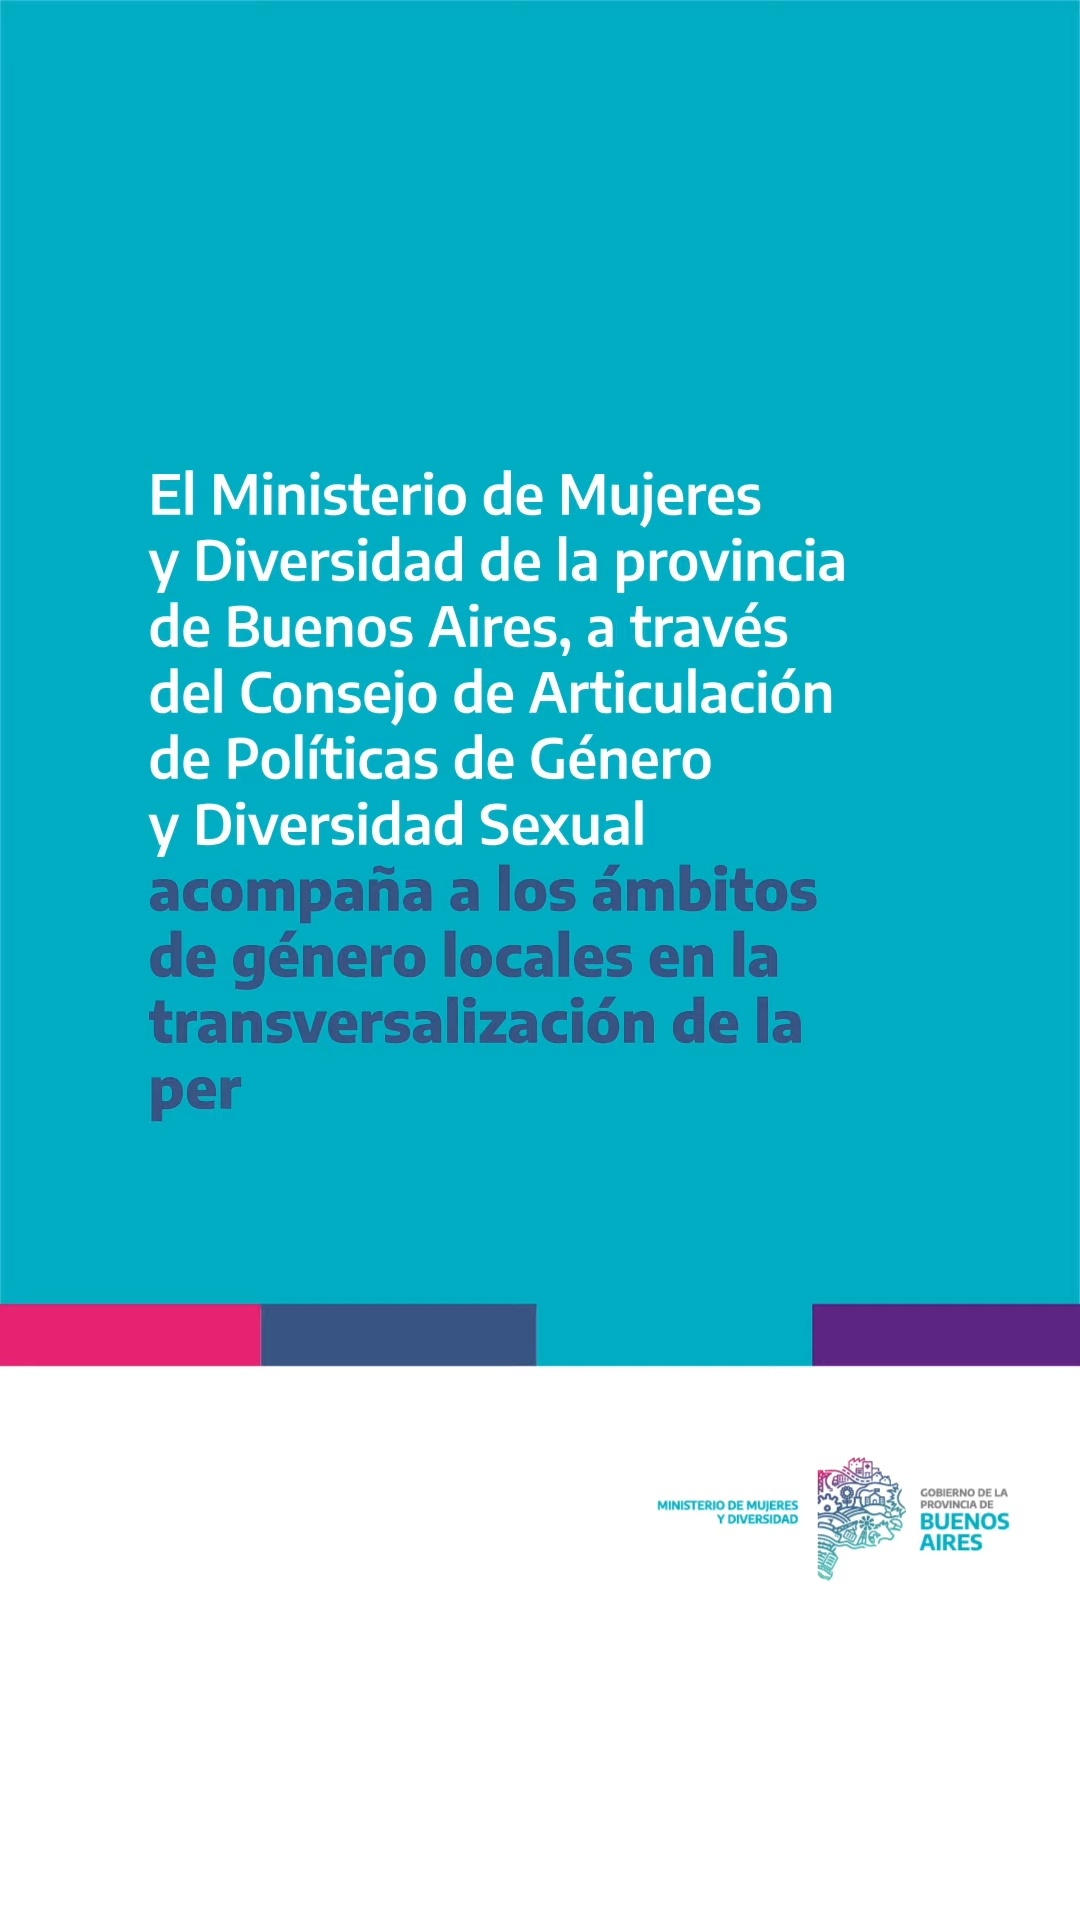 El Ministerio de Mujeres
y Diversidad de la provincia
de Buenos Aires, a través
del Consejo de Articulación
de Políticas de Género
y Diversidad Sexual
acompaña a los ámbitos
de género locales en la
transversalización de la
per
MINISTERIO DE MUJERES
Y DIVERSIDAD
GOBIERNO DE LA
PROVINCIA DE
BUENOS
AIRES